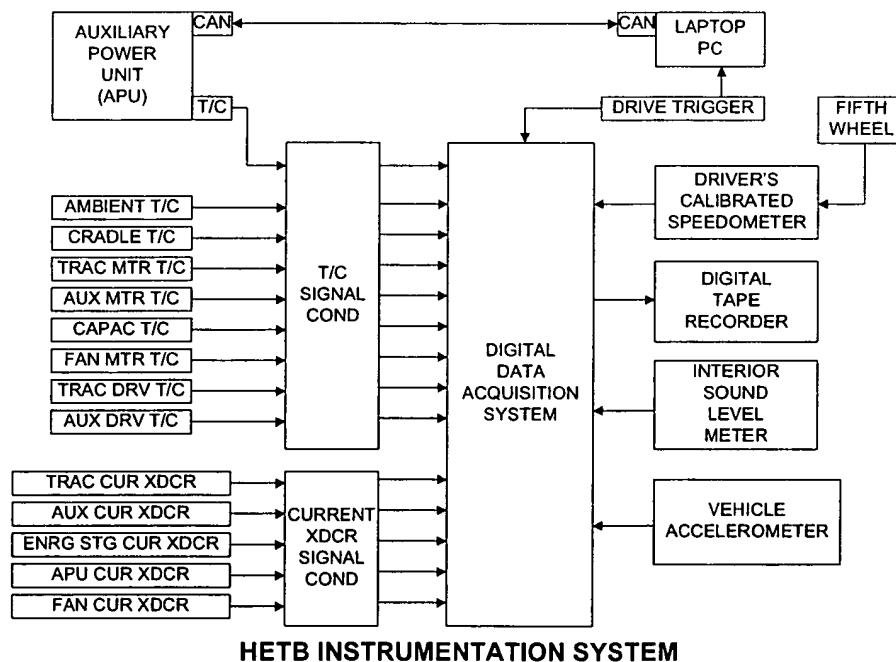 AUXILIARY
POWER
UNIT
(APU)
CAN
T/C
CAN
LAPTOP
PC
DRIVE TRIGGER
FIFTH
WHEEL
AMBIENT T/C
CRADLE T/C
TRAC MTR T/C
AUX MTR T/C
CAPAC T/C
FAN MTR T/C
TRAC DRV T/C
AUX DRV T/C
T/C
SIGNAL
COND
TRAC CUR XDCR
AUX CUR XDCR
ENRG STG CUR XDCR
APU CUR XDCR
FAN CUR XDCR
CURRENT
XDCR
SIGNAL
COND
DIGITAL
DATA
ACQUISITION
SYSTEM
DRIVER'S
CALIBRATED
SPEEDOMETER
DIGITAL
TAPE
RECORDER
INTERIOR
SOUND
LEVEL
METER
VEHICLE
ACCELEROMETER
HETB INSTRUMENTATION SYSTEM